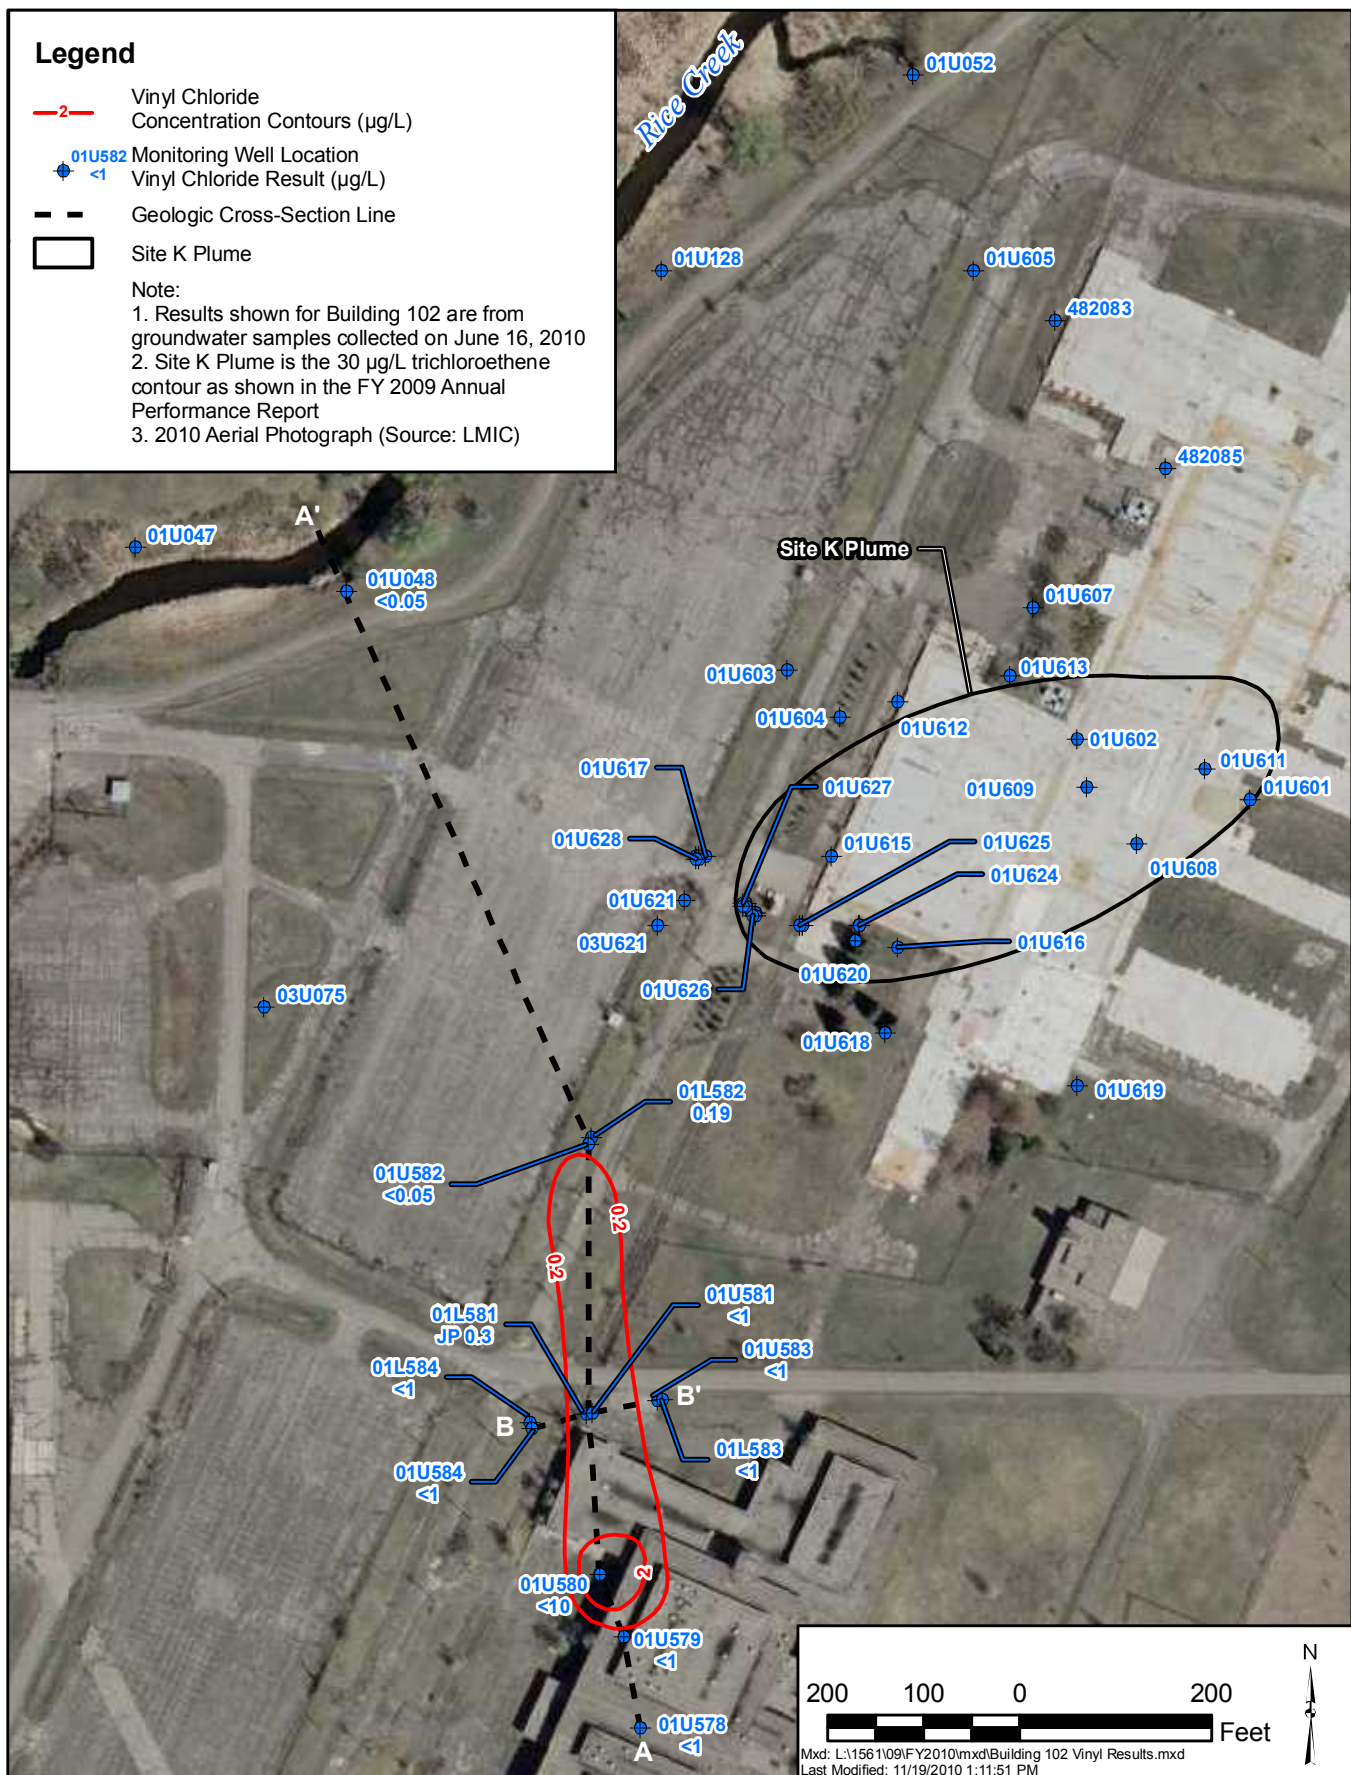 Legend
2
Vinyl Chloride
Concentration Contours (µg/L)
01U582
<1
Monitoring Well Location
Vinyl Chloride Result (µg/L)
Geologic Cross-Section Line
Site K Plume
Note:
1. Results shown for Building 102 are from
groundwater samples collected on June 16, 2010
2. Site K Plume is the 30 µg/L trichloroethene
contour as shown in the FY 2009 Annual
Performance Report
3. 2010 Aerial Photograph (Source: LMIC)
Rice Creek
01U052
01U128
01U605
482083
482085
A'
01U047
01U048
<0.05
Site K Plume
01U607
01U603
01U613
01U604
01U612
01U602
01U617
01U627
01U611
01U609
01U601
01U628
01U615
01U625
01U608
01U624
01U621
03U621
01U616
01U620
01U626
03U075
01U618
01U619
01L582
0.19
01U582
<0.05
0.2
0.2
01U581
<1
01L581
JP 0.3
01U583
<1
01L584
<1
B'
B
01L583
<1
01U584
<1
2
01U580
<10
01U579
<1
01U578
<1
A
N
200 100 0 200
Feet
Mxd: L:\1561\09\FY2010\mxd\Building 102 Vinyl Results.mxd
Last Modified: 11/19/2010 1:11:51 PM